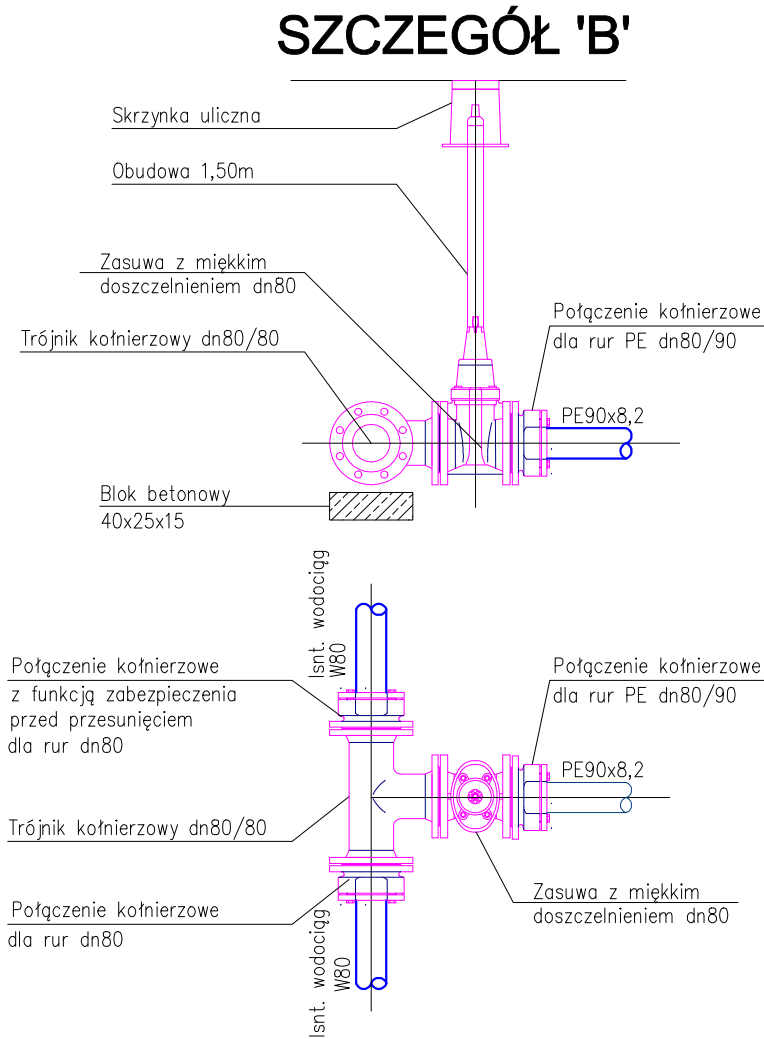 SZCZEGÓŁ 'B'
Skrzynka uliczna
Obudowa 1,50m
Zasuwa z miękkim
doszczelnieniem dn80
Trójnik kołnierzowy dn80/80
Połączenie kołnierzowe
dla rur PE dn80/90
PE90x8,2
Blok betonowy
40x25x15
Isnt. wodociąg
W80
Połączenie kołnierzowe
z funkcją zabezpieczenia
przed przesunięciem
dla rur dn80
Połączenie kołnierzowe
dla rur PE dn80/90
PE90x8,2
Trójnik kołnierzowy dn80/80
Zasuwa z miękkim
doszczelnieniem dn80
Połączenie kołnierzowe
dla rur dn80
Isnt. wodociąg
W80